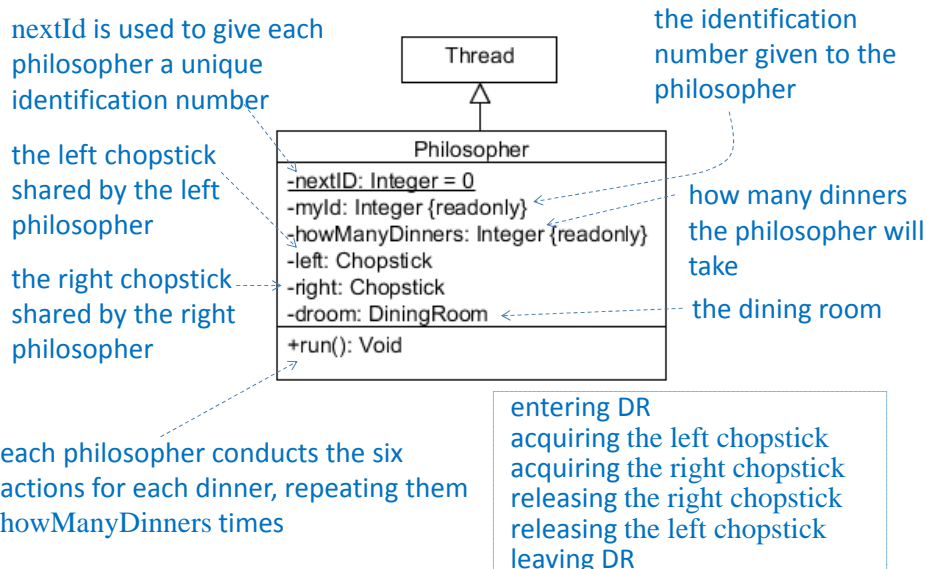 nextId is used to give each
philosopher a unique
identification number
the left chopstick
shared by the left
philosopher
the right chopstick
shared by the right
philosopher
Thread
Philosopher
-nextID: Integer = 0
-myId: Integer {readonly}
-howManyDinners: Integer {readonly}
-left: Chopstick
-right: Chopstick
-droom: DiningRoom
+run(): Void
the identification
number given to the
philosopher
how many dinners
the philosopher will
take
the dining room
each philosopher conducts the six
actions for each dinner, repeating them
howManyDinners times
entering DR
acquiring the left chopstick
acquiring the right chopstick
releasing the right chopstick
releasing the left chopstick
leaving DR